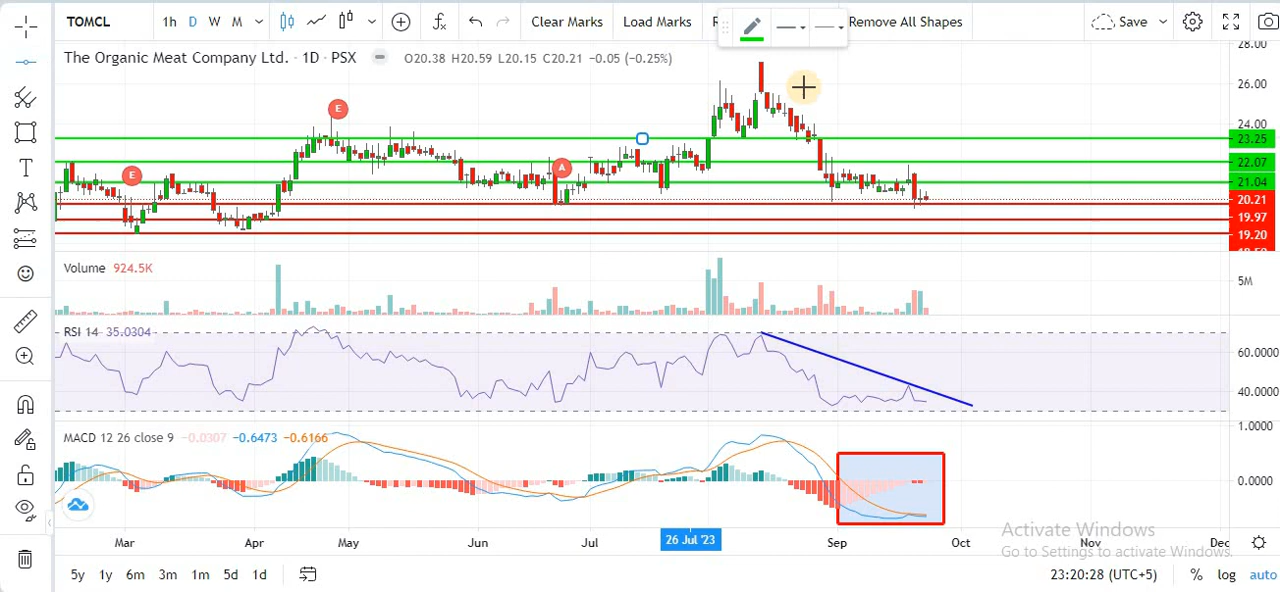 TOMCL 1h D W M Clear Marks Load Marks Remove All Shapes Save
The Organic Meat Company Ltd. · 1D · PSX O20.38 H20.59 L20.15 C20.21 −0.05 (−0.25%)
28.00
26.00
24.00
23.25
22.07
21.04
20.21
19.97
19.20
E
E
A
Volume 924.5K
5M
RSI 14 35.0304
60.0000
40.0000
MACD 12 26 close 9 −0.0307 −0.6473 −0.6166
1.0000
0.0000
Mar Apr May Jun Jul 26 Jul '23 Sep Oct Nov Dec
Activate Windows
Go to Settings to activate Windows.
5y 1y 6m 3m 1m 5d 1d 23:20:28 (UTC+5) % log auto